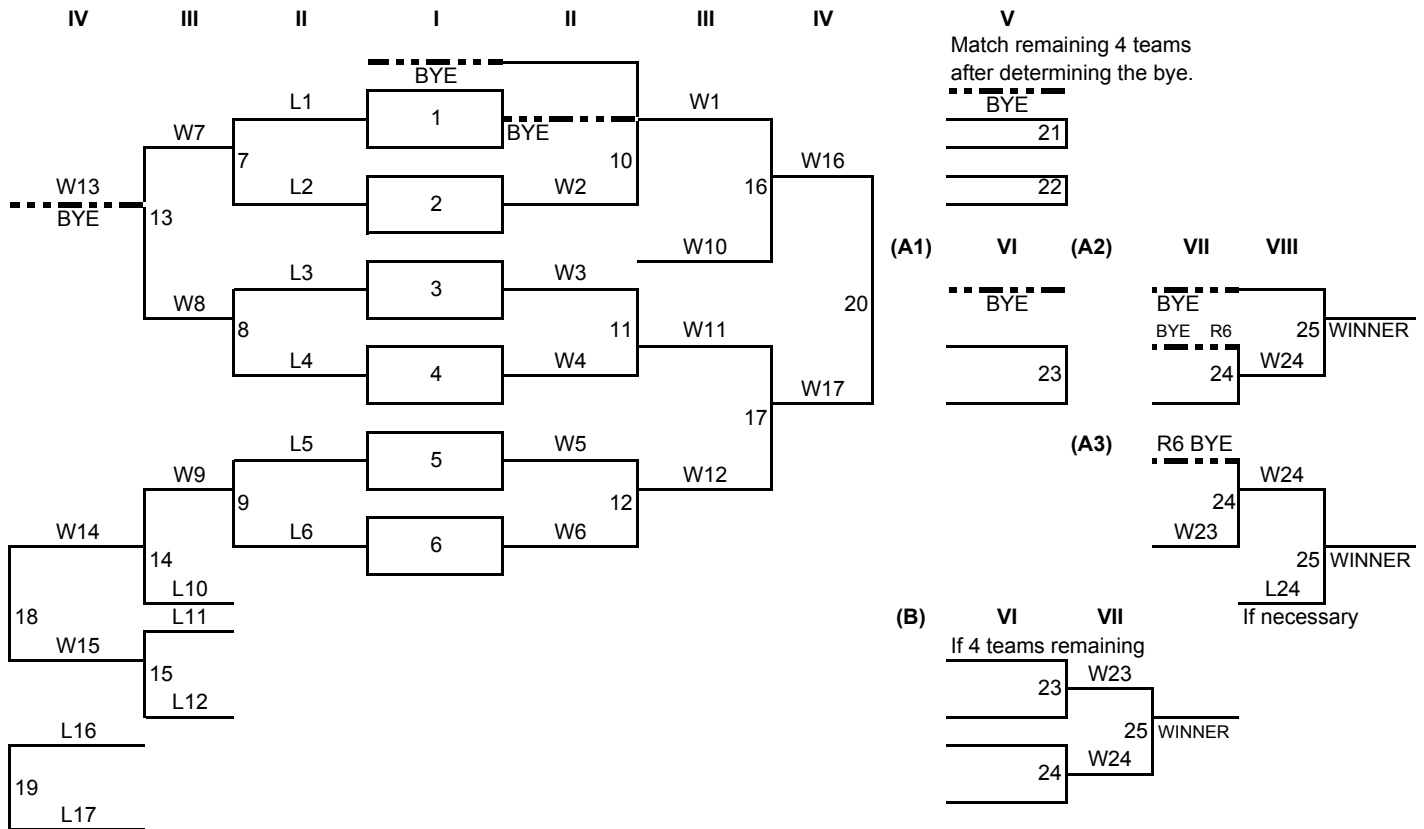 IV III II I II III IV V
Match remaining 4 teams
after determining the bye.
BYE
BYE
L1 1 BYE W1 21
W7 7 10 W16
W13 L2 2 W2 16 22
BYE 13
W10 (A1) VI (A2) VII VIII
L3 3 W3
W8 BYE BYE
8 11 W11 20 BYE R6 25 WINNER
L4 4 W4 23 24 W24
W17
17
L5 5 W5 (A3) R6 BYE
W9 W12 W24
9 12 24
W14 L6 6 W6 W23
14 25 WINNER
L10 L24
18 L11 (B) VI VII If necessary
W15 If 4 teams remaining
15 W23
L12 23
L16 25 WINNER
W24
19 24
L17